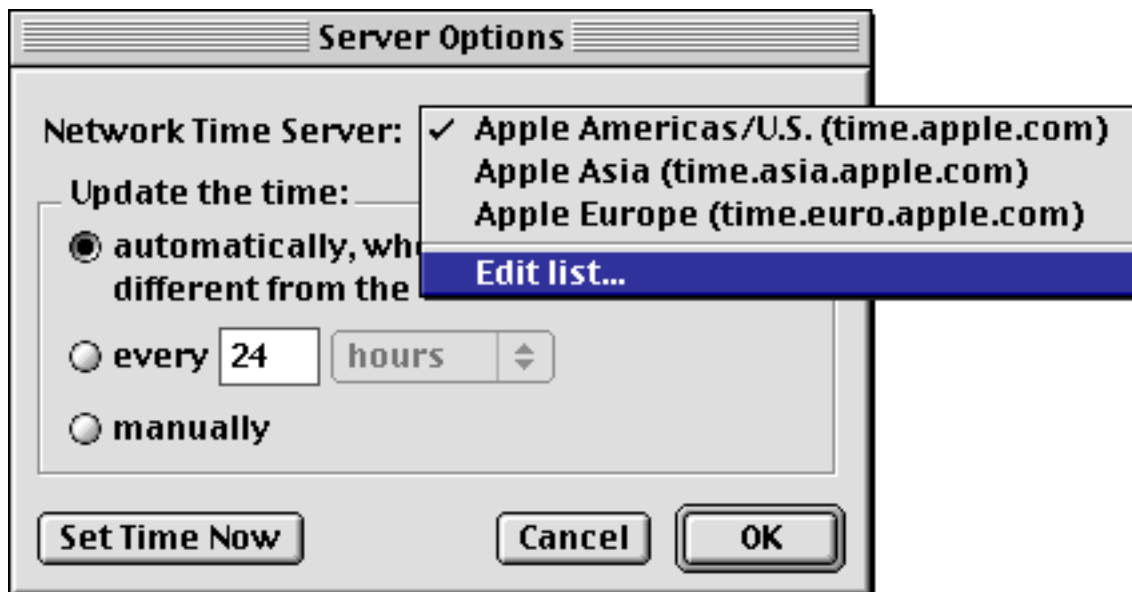 Server Options
Network Time Server:
✓ Apple Americas/U.S. (time.apple.com)
Apple Asia (time.asia.apple.com)
Apple Europe (time.euro.apple.com)
Edit list...
Update the time:
automatically, wh
different from the
every 24 hours
manually
Set Time Now Cancel OK